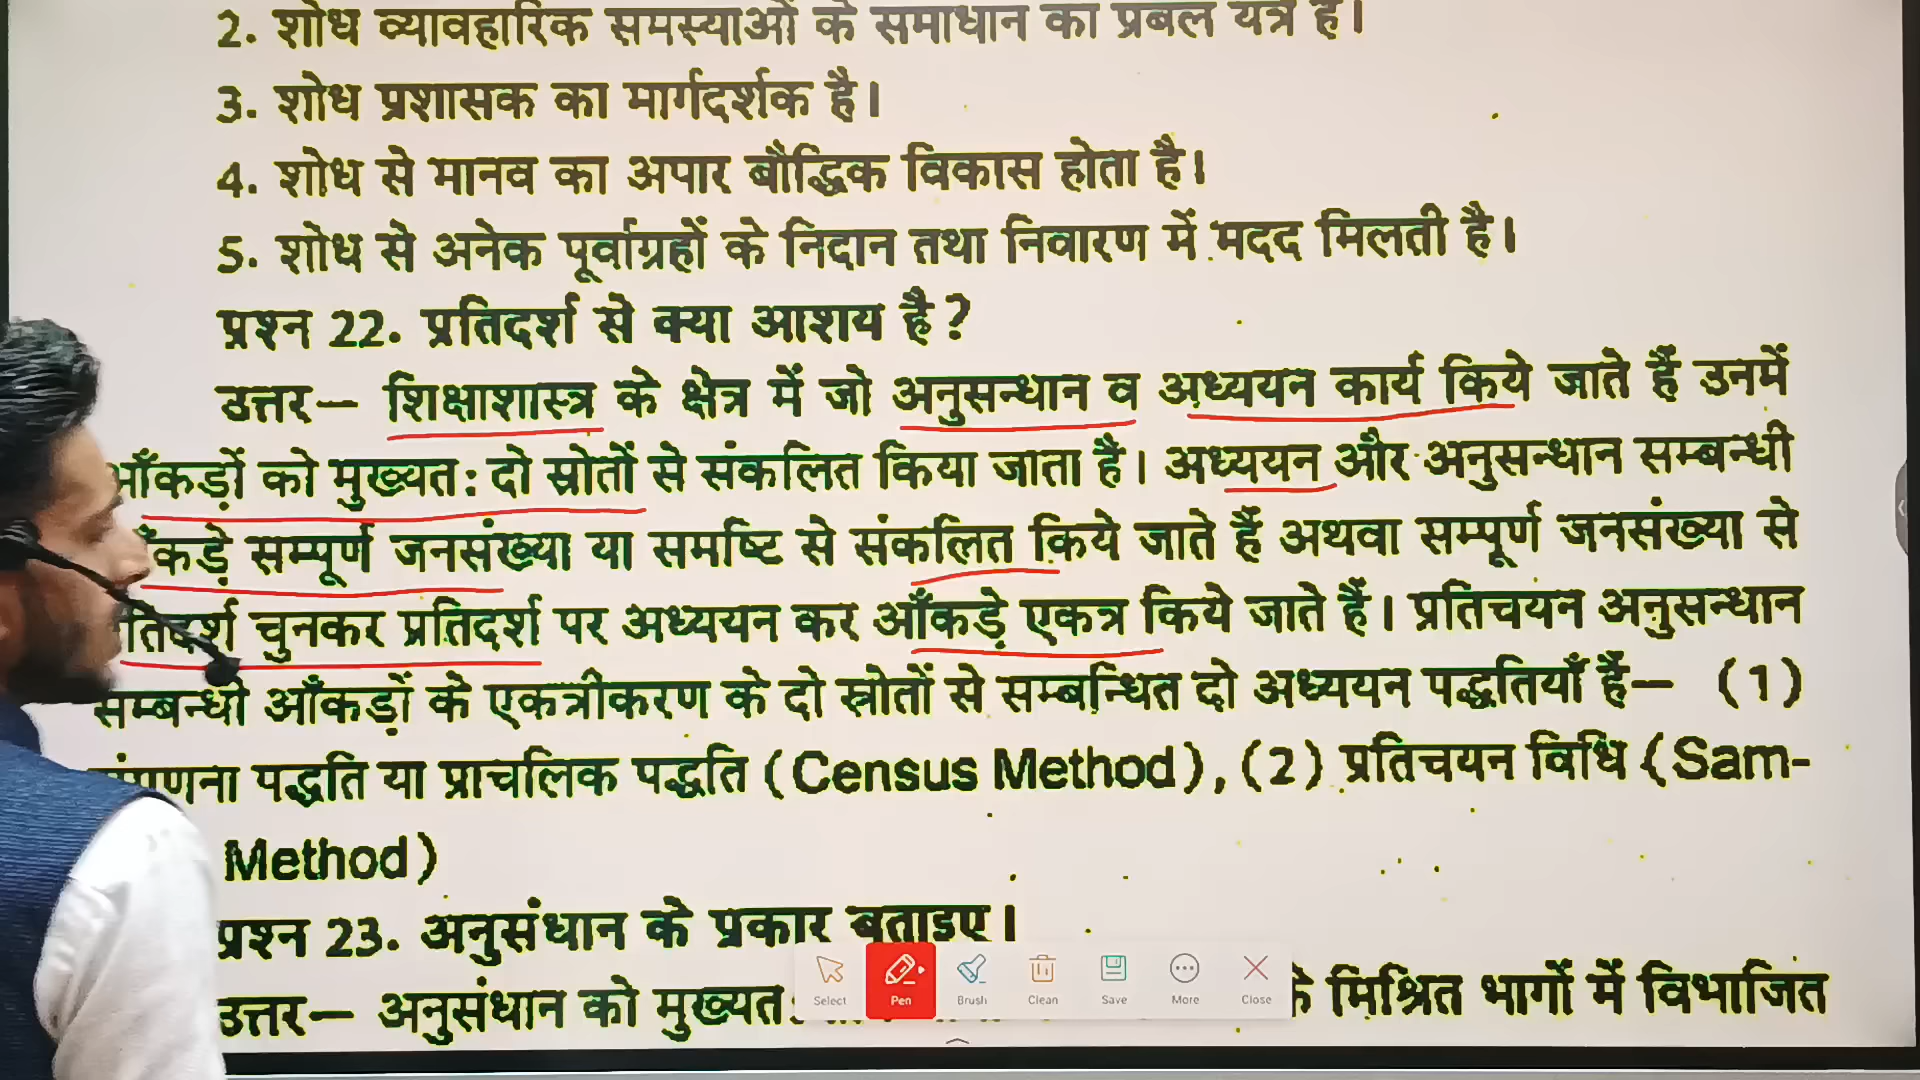 2. शोध व्यावहारिक समस्याओं के समाधान का प्रबल यंत्र है।
3. शोध प्रशासक का मार्गदर्शक है।
4. शोध से मानव का अपार बौद्धिक विकास होता है।
5. शोध से अनेक पूर्वाग्रहों के निदान तथा निवारण में मदद मिलती है।
प्रश्न 22. प्रतिदर्श से क्या आशय है?
उत्तर— शिक्षाशास्त्र के क्षेत्र में जो अनुसन्धान व अध्ययन कार्य किये जाते हैं उनमें
आँकड़ों को मुख्यत: दो स्रोतों से संकलित किया जाता है। अध्ययन और अनुसन्धान सम्बन्धी
सम्पूर्ण जनसंख्या या समष्टि से संकलित किये जाते हैं अथवा सम्पूर्ण जनसंख्या से
चुनकर प्रतिदर्श पर अध्ययन कर आँकड़े एकत्र किये जाते हैं। प्रतिचयन अनुसन्धान
सम्बन्धी आँकड़ों के एकत्रीकरण के दो स्रोतों से सम्बन्धित दो अध्ययन पद्धतियाँ हैं— (1)
पद्धति या प्राचलिक पद्धति (Census Method), (2) प्रतिचयन विधि (Sam-
Method)
प्रश्न 23. अनुसंधान के प्रकार बताइए।
उत्तर— अनुसंधान को मुख्यत: मिश्रित भागों में विभाजित
Select Pen Brush Clean Save More Close